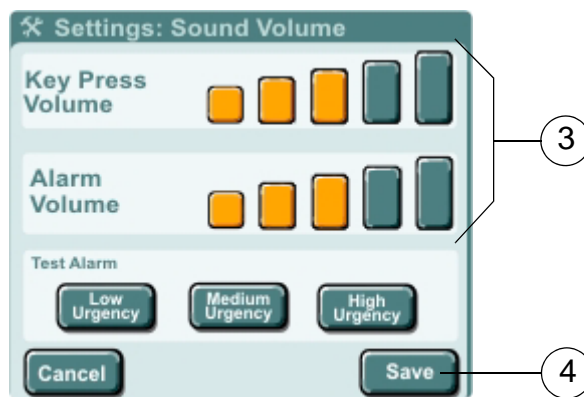 Settings: Sound Volume
Key Press
Volume
3
Alarm
Volume
Test Alarm
Low
Urgency
Medium
Urgency
High
Urgency
Cancel
Save
4